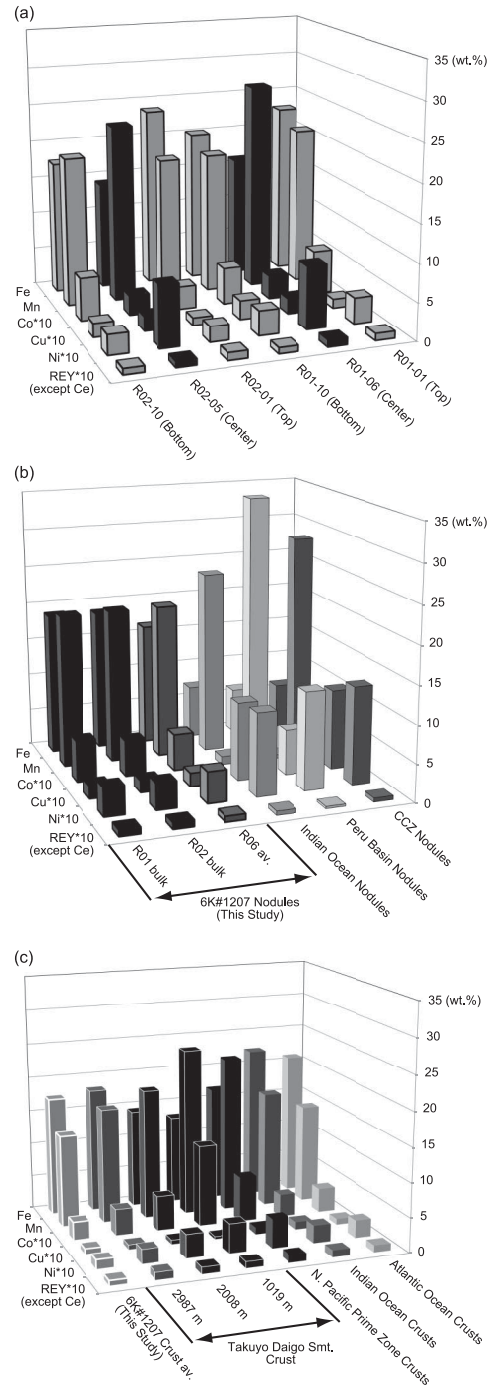 (a)
35 (wt.%)
30
25
20
15
10
5
0
Fe
Mn
Co*10
Cu*10
Ni*10
REY*10
(except Ce)
R02-10 (Bottom)
R02-05 (Center)
R02-01 (Top)
R01-10 (Bottom)
R01-06 (Center)
R01-01 (Top)
(b)
35 (wt.%)
30
25
20
15
10
5
0
Fe
Mn
Co*10
Cu*10
Ni*10
REY*10
(except Ce)
R01 bulk
R02 bulk
R06 av.
Indian Ocean Nodules
Peru Basin Nodules
CCZ Nodules
6K#1207 Nodules
(This Study)
(c)
35 (wt.%)
30
25
20
15
10
5
0
Fe
Mn
Co*10
Cu*10
Ni*10
REY*10
(except Ce)
6K#1207 Crust av.
(This Study)
2987 m
2008 m
1019 m
N. Pacific Prime Zone Crusts
Indian Ocean Crusts
Atlantic Ocean Crusts
Takuyo Daigo Smt.
Crust